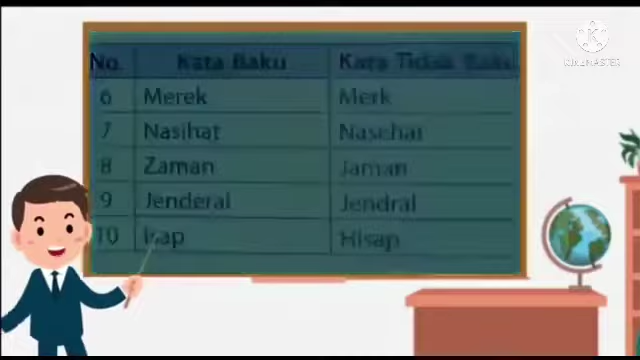 KINEMASTER
No. Kata Baku Kata Tidak Baku
6 Merek Merk
7 Nasihat Nasehat
8 Zaman Jaman
9 Jenderal Jendral
10 Isap Hisap